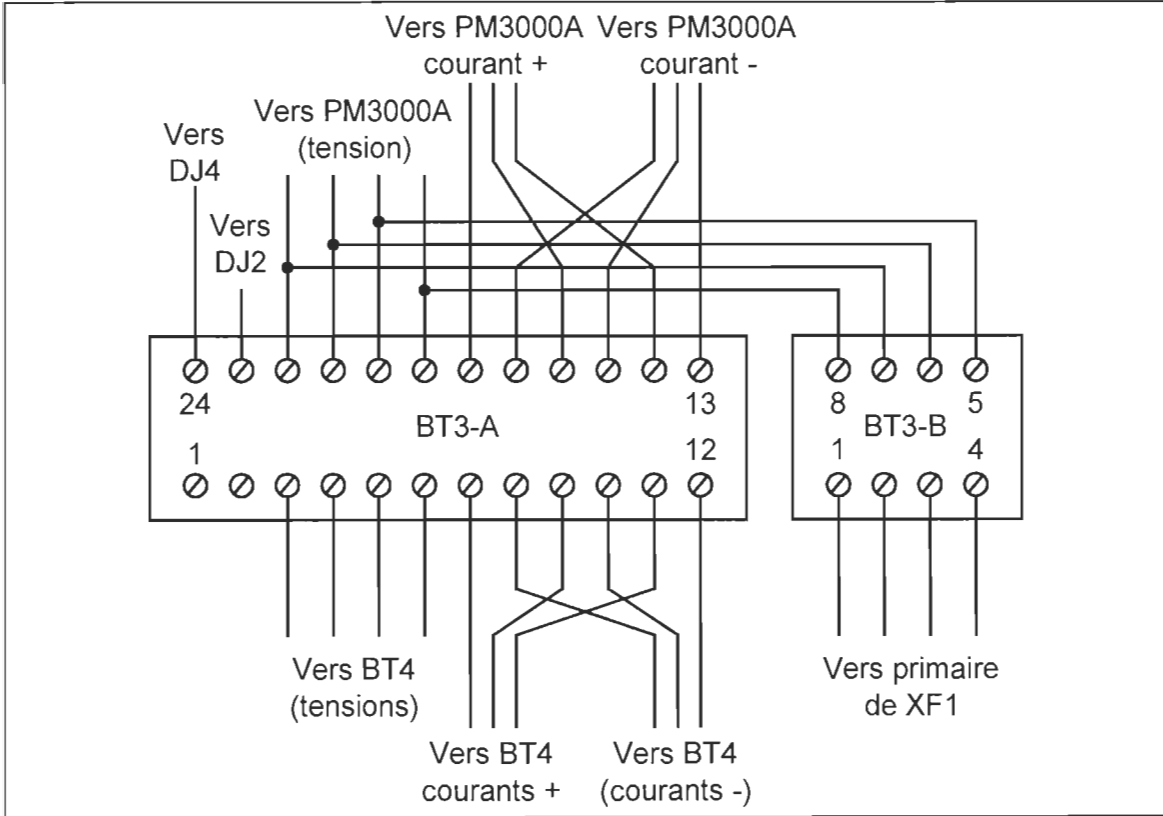 Vers PM3000A
courant +
Vers PM3000A
courant -
Vers PM3000A
(tension)
Vers
DJ4
Vers
DJ2
24
13
BT3-A
1
12
8
5
BT3-B
1
4
Vers BT4
(tensions)
Vers primaire
de XF1
Vers BT4
courants +
Vers BT4
(courants -)